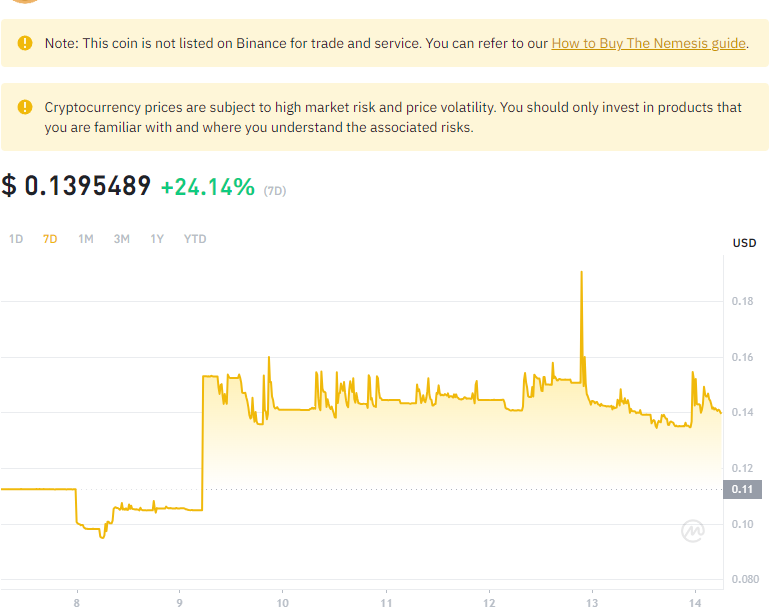 Note: This coin is not listed on Binance for trade and service. You can refer to our How to Buy The Nemesis guide.
Cryptocurrency prices are subject to high market risk and price volatility. You should only invest in products that
you are familiar with and where you understand the associated risks.
$ 0.1395489 +24.14% (7D)
1D 7D 1M 3M 1Y YTD
USD
0.18
0.16
0.14
0.12
0.11
0.10
0.080
8 9 10 11 12 13 14